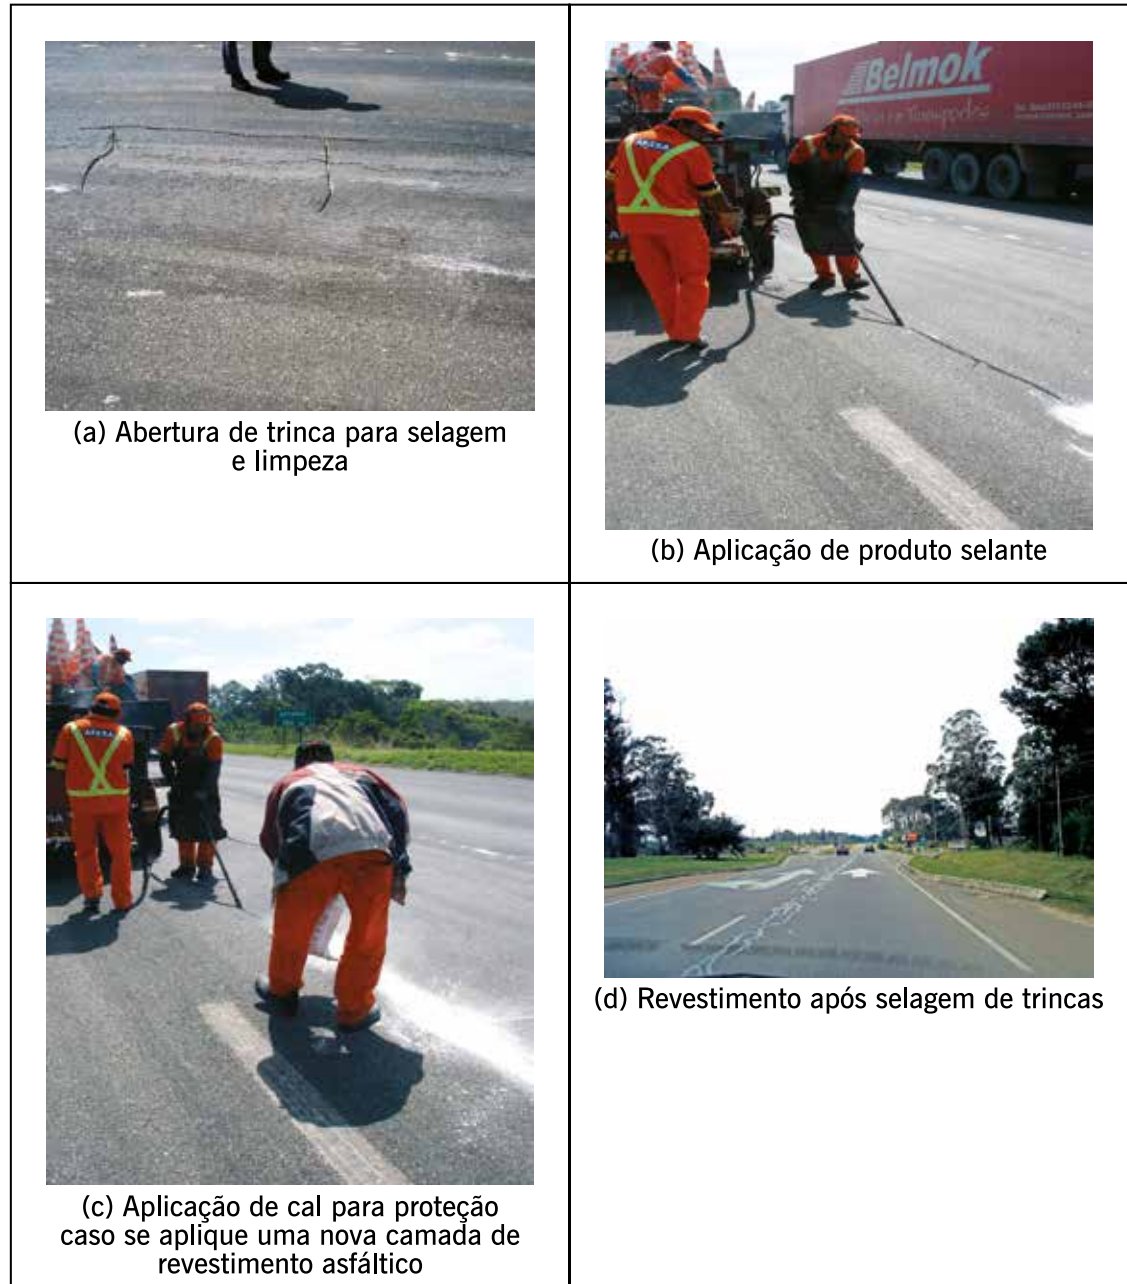 (a) Abertura de trinca para selagem
e limpeza
Belmok
(b) Aplicação de produto selante
(c) Aplicação de cal para proteção
caso se aplique uma nova camada de
revestimento asfáltico
(d) Revestimento após selagem de trincas